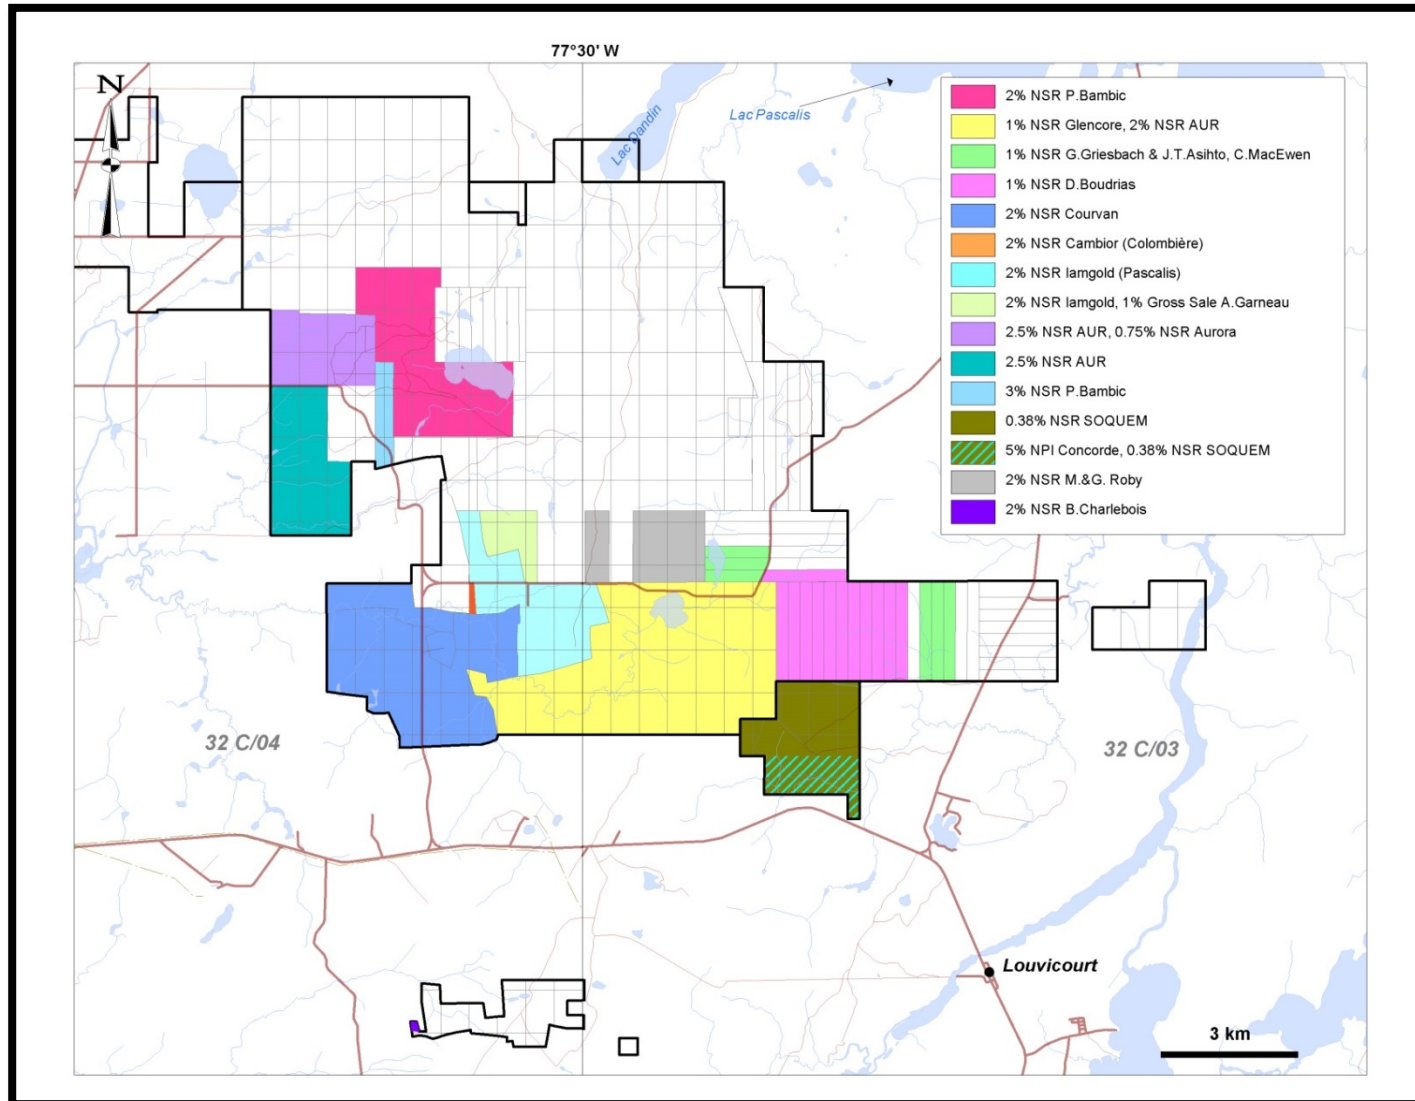 77°30' W
N
Lac Dandin
Lac Pascalis
2% NSR P.Bambic
1% NSR Glencore, 2% NSR AUR
1% NSR G.Griesbach & J.T.Asihto, C.MacEwen
1% NSR D.Boudrias
2% NSR Courvan
2% NSR Cambior (Colombière)
2% NSR Iamgold (Pascalis)
2% NSR Iamgold, 1% Gross Sale A.Garneau
2.5% NSR AUR, 0.75% NSR Aurora
2.5% NSR AUR
3% NSR P.Bambic
0.38% NSR SOQUEM
5% NPI Concorde, 0.38% NSR SOQUEM
2% NSR M.&G. Roby
2% NSR B.Charlebois
32 C/04
32 C/03
Louvicourt
3 km